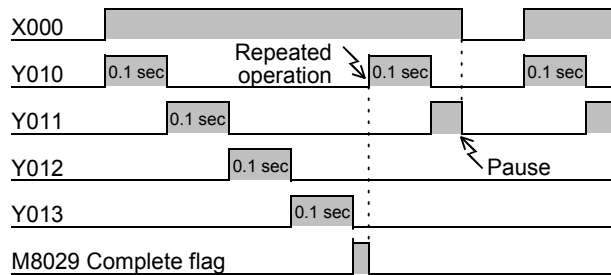 X000
Repeated
operation
Y010
0.1 sec
0.1 sec
0.1 sec
Y011
0.1 sec
Pause
Y012
0.1 sec
Y013
0.1 sec
M8029 Complete flag